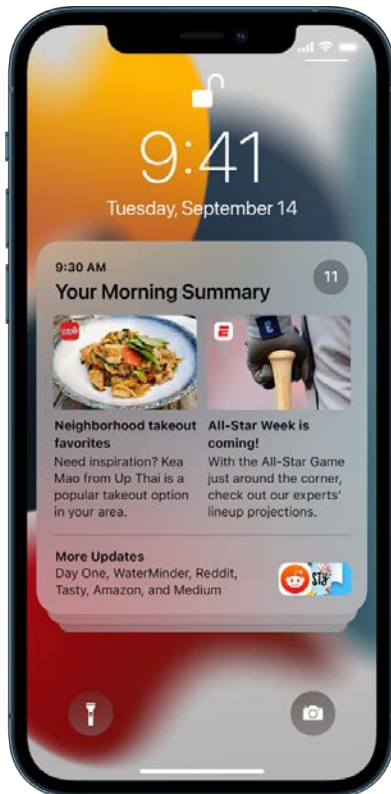 9:41
Tuesday, September 14
9:30 AM
11
Your Morning Summary
Neighborhood takeout
favorites
Need inspiration? Kea
Mao from Up Thai is a
popular takeout option
in your area.
All-Star Week is
coming!
With the All-Star Game
just around the corner,
check out our experts'
lineup projections.
More Updates
Day One, WaterMinder, Reddit,
Tasty, Amazon, and Medium